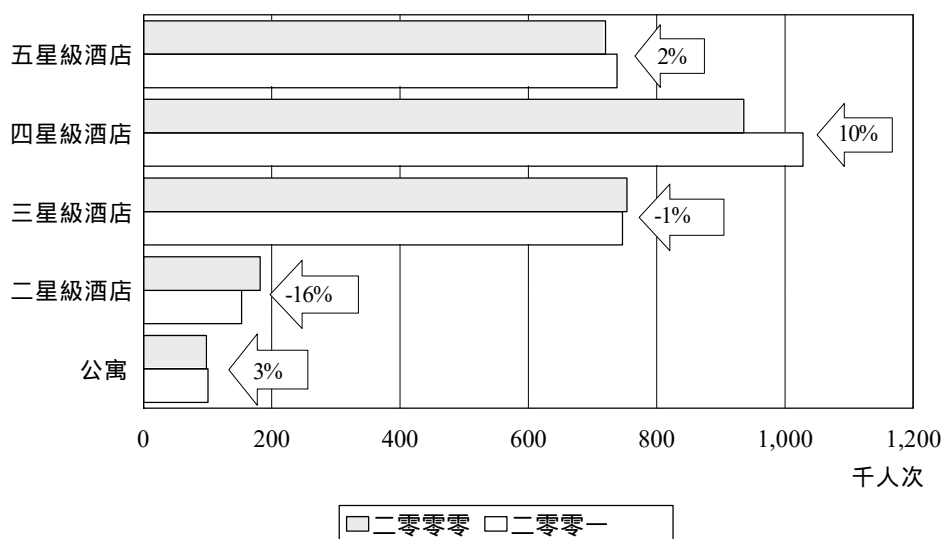 五星級酒店
2%
四星級酒店
10%
三星級酒店
-1%
二星級酒店
-16%
公寓
3%
0 200 400 600 800 1,000 1,200
千人次
二零零零 二零零一